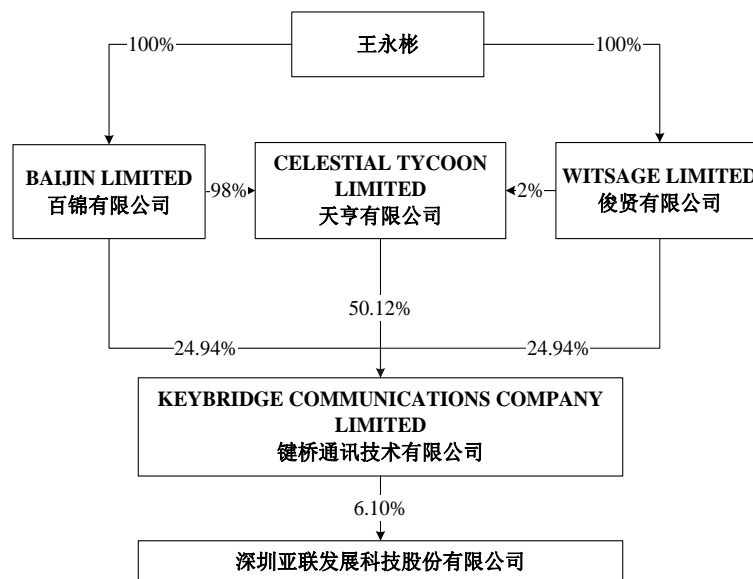 王永彬
100%
100%
BAIJIN LIMITED
百锦有限公司
98%
CELESTIAL TYCOON
LIMITED
天亨有限公司
2%
WITSAGE LIMITED
俊贤有限公司
50.12%
24.94%
24.94%
KEYBRIDGE COMMUNICATIONS COMPANY
LIMITED
键桥通讯技术有限公司
6.10%
深圳亚联发展科技股份有限公司